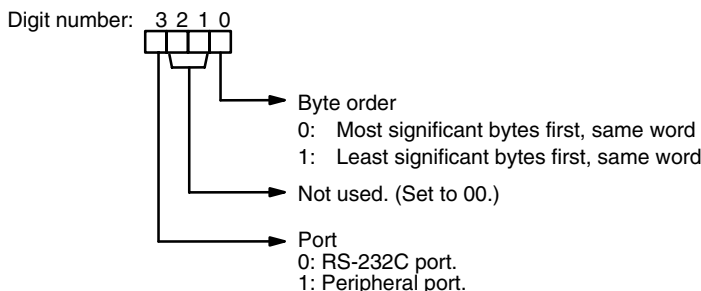 Digit number: 3 2 1 0
Byte order
0: Most significant bytes first, same word
1: Least significant bytes first, same word
Not used. (Set to 00.)
Port
0: RS-232C port.
1: Peripheral port.